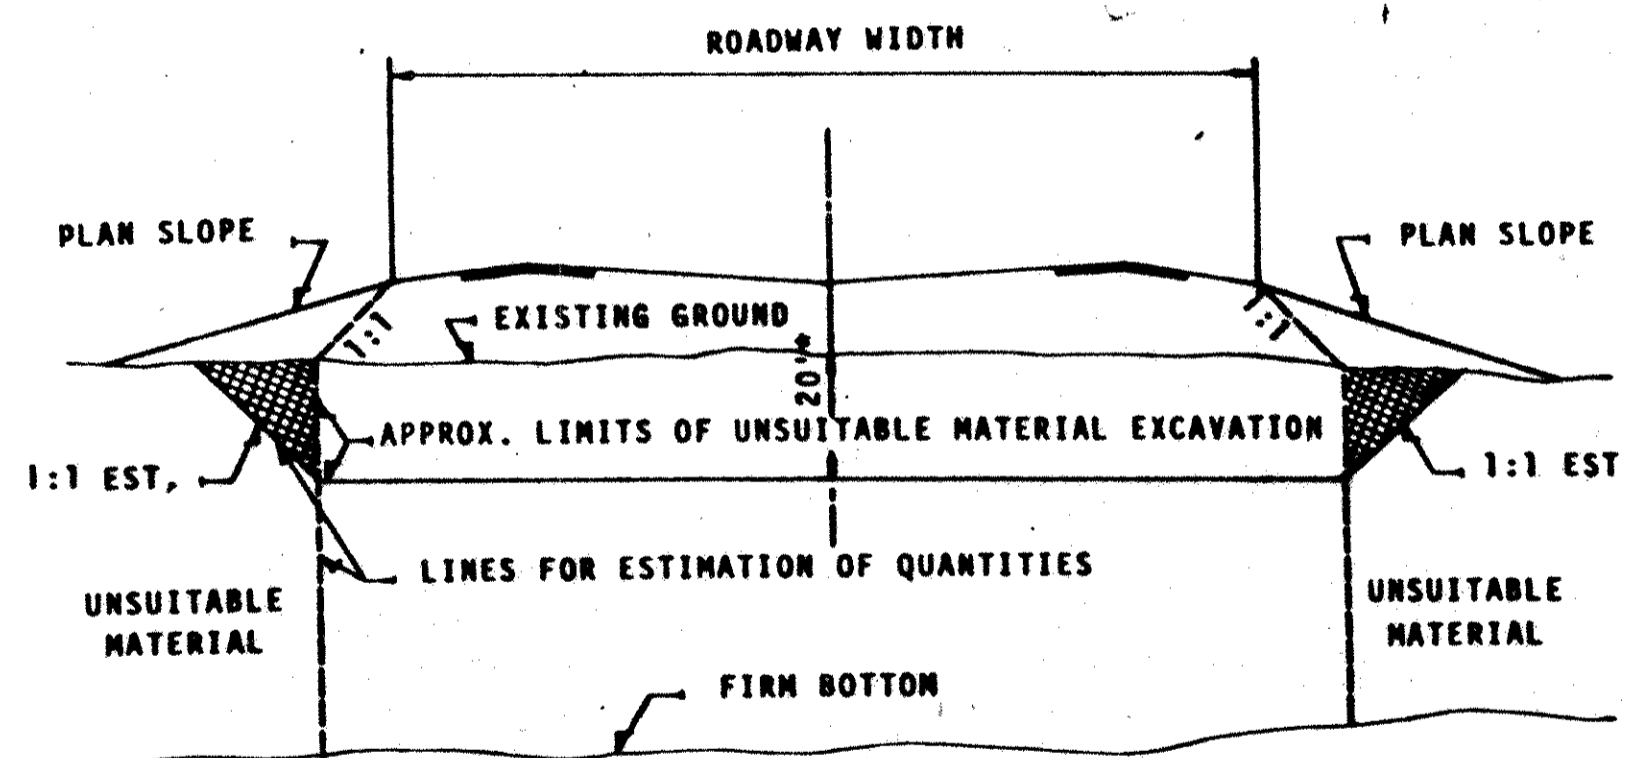 ROADWAY WIDTH
PLAN SLOPE
PLAN SLOPE
1:1
EXISTING GROUND
1:1
20'±
APPROX. LIMITS OF UNSUITABLE MATERIAL EXCAVATION
1:1 EST,
1:1 EST
LINES FOR ESTIMATION OF QUANTITIES
UNSUITABLE
MATERIAL
UNSUITABLE
MATERIAL
FIRM BOTTOM